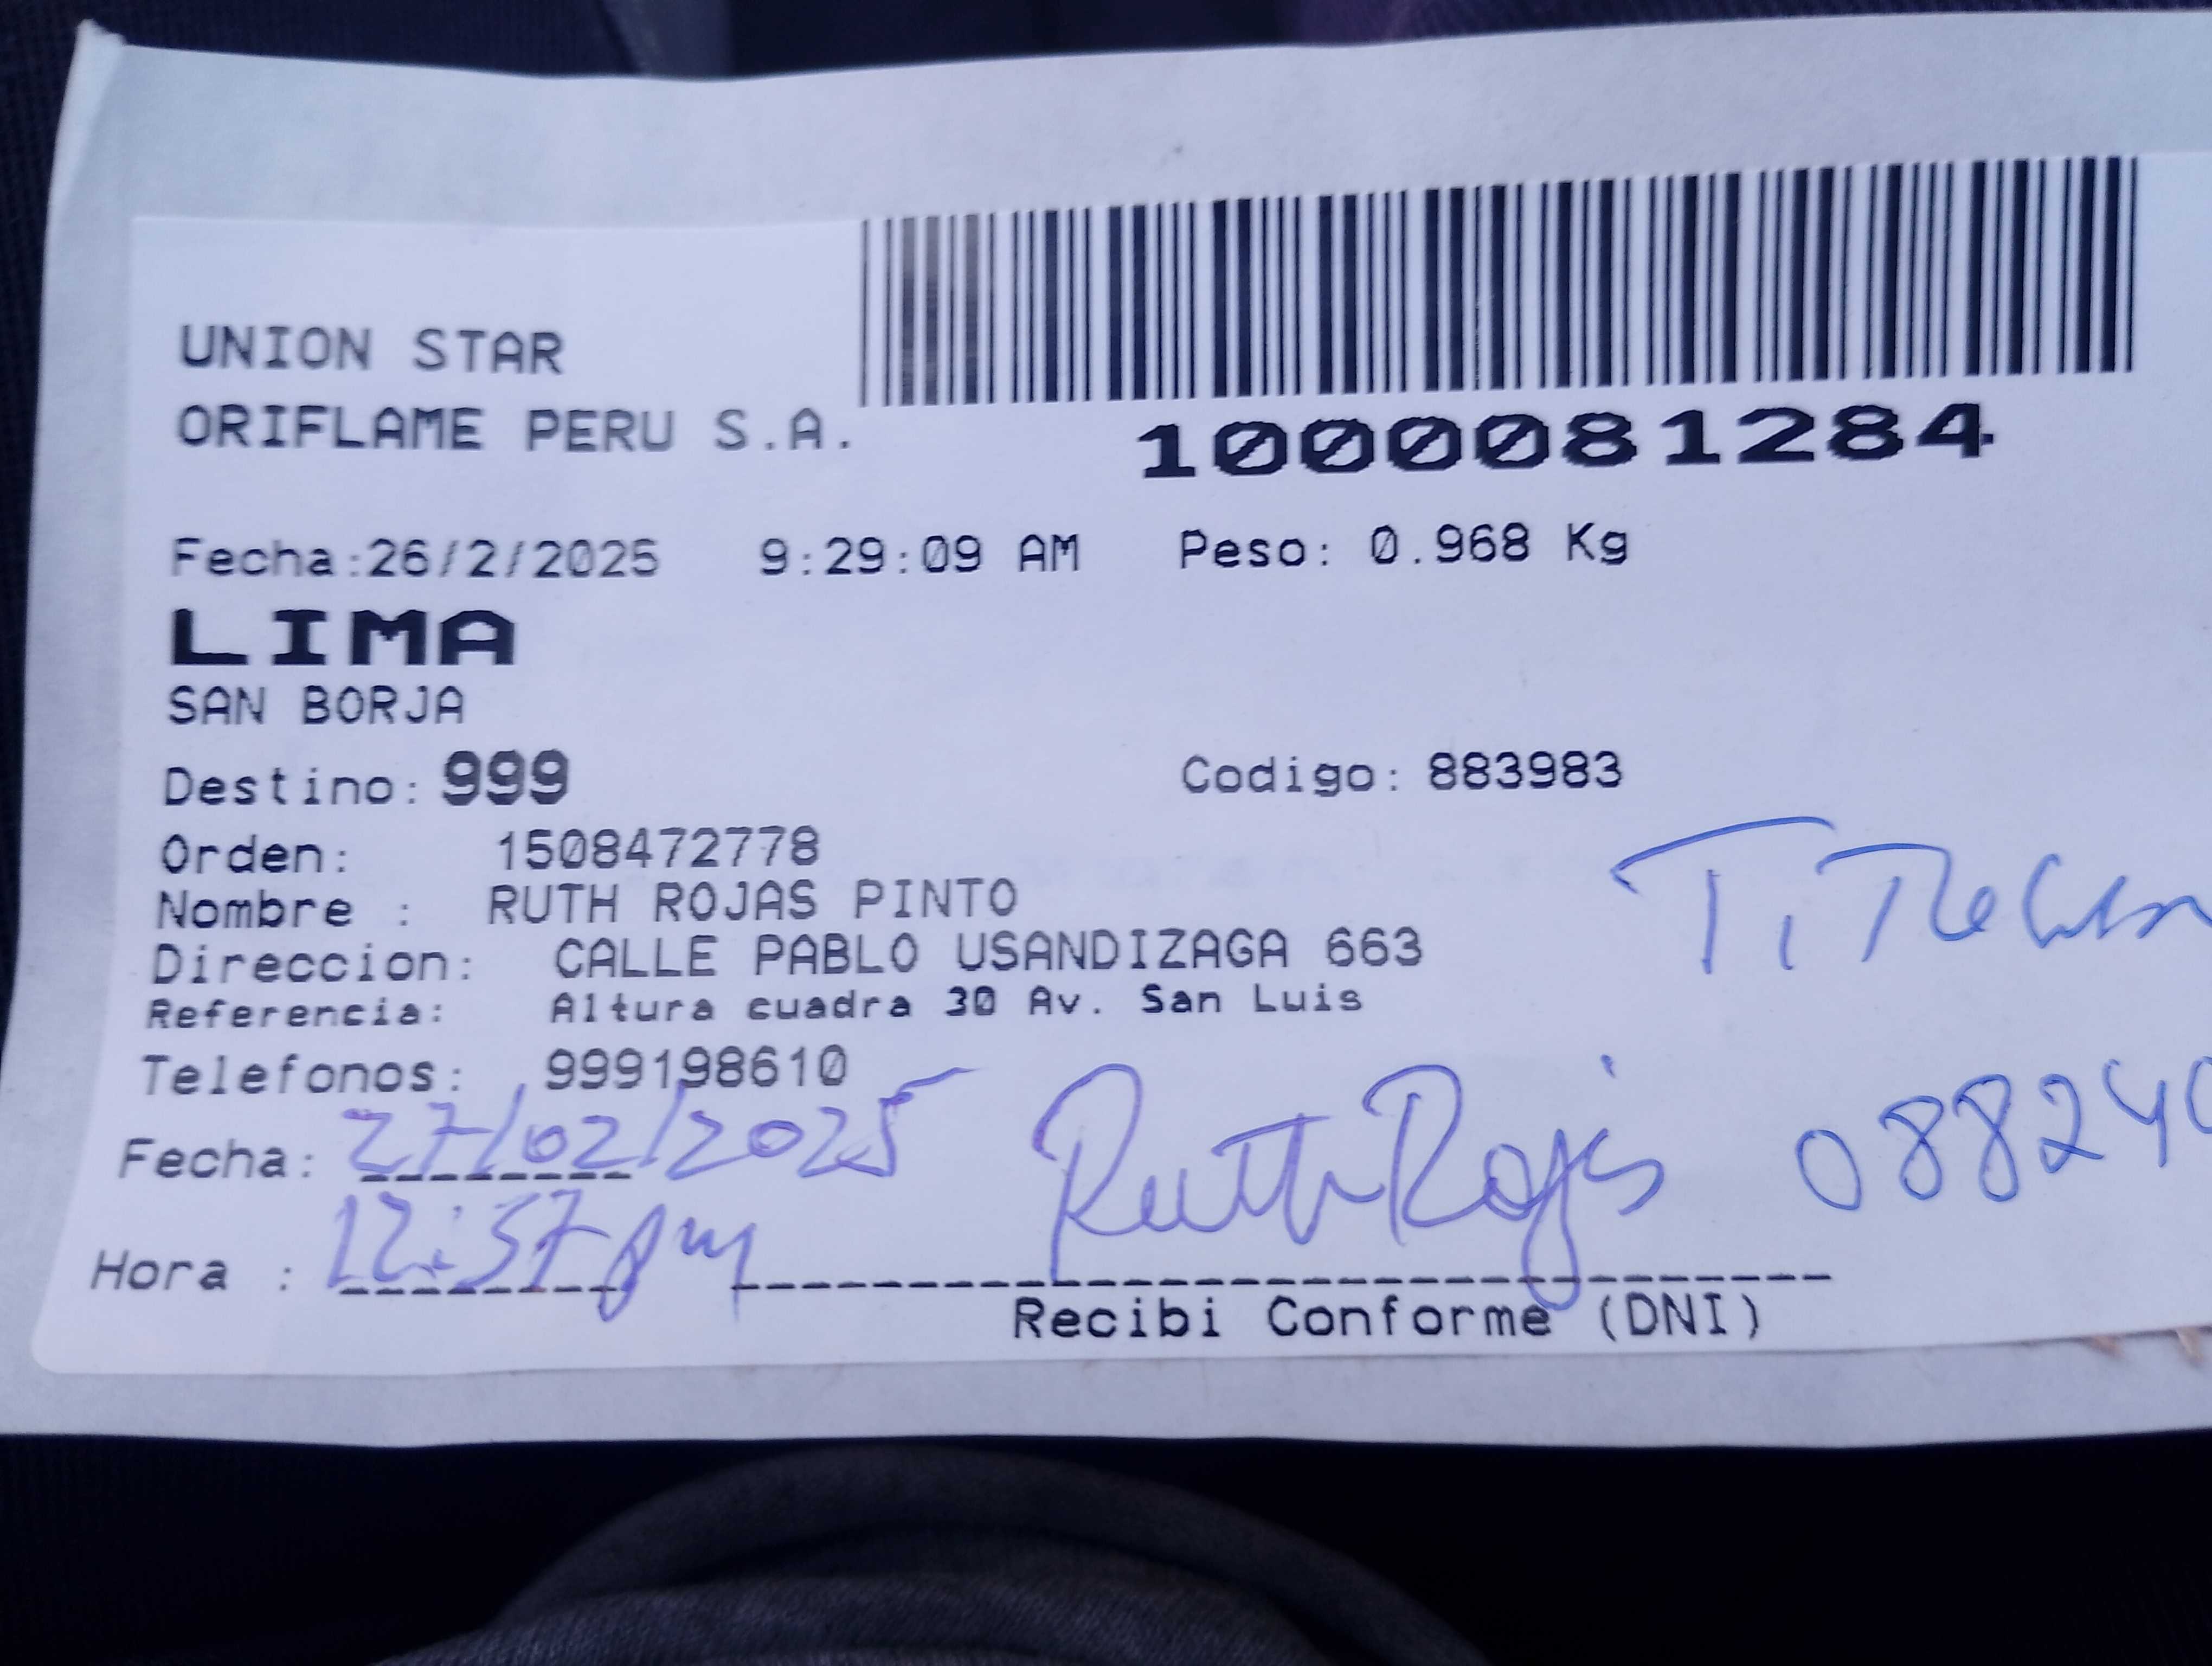 UNION STAR
ORIFLAME PERU S.A.
1000081284
Fecha:26/2/2025 9:29:09 AM Peso: 0.968 Kg
LIMA
SAN BORJA
Destino: 999 Codigo: 883983
Orden: 1508472778
Nombre : RUTH ROJAS PINTO
Direccion: CALLE PABLO USANDIZAGA 663
Referencia: Altura cuadra 30 Av. San Luis
Telefonos: 999198610
Fecha: 27/02/2025 Ruth Rojas 08824
Hora : 12:57 pm
Recibi Conforme (DNI)